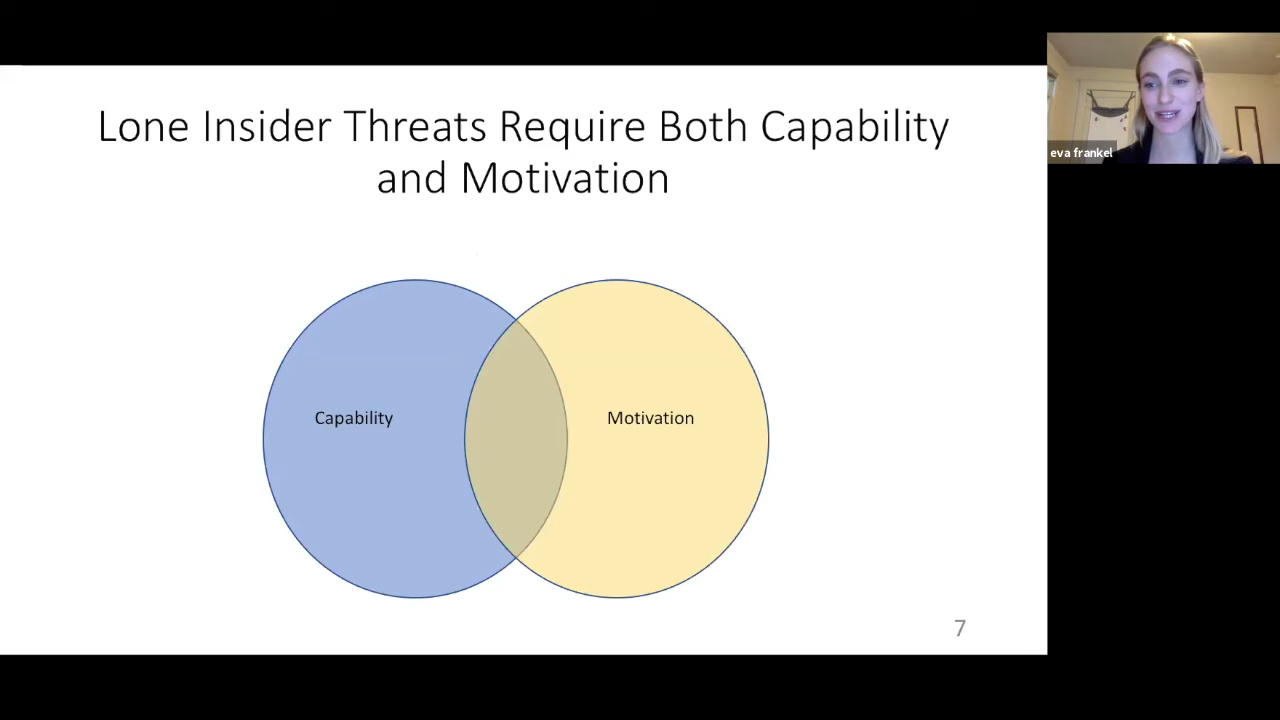 Lone Insider Threats Require Both Capability
and Motivation
eva frankel
Capability
Motivation
7